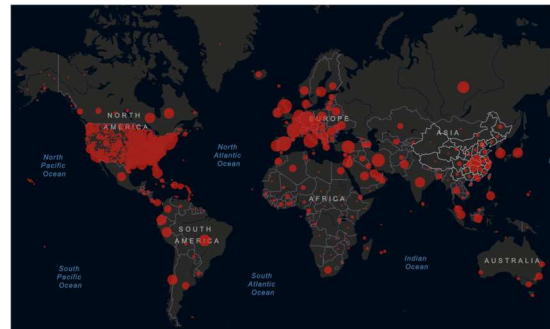 NORTH
AMERICA
EUROPE
ASIA
North
Pacific
Ocean
North
Atlantic
Ocean
AFRICA
SOUTH
AMERICA
Indian
Ocean
AUSTRALIA
South
Pacific
Ocean
South
Atlantic
Ocean